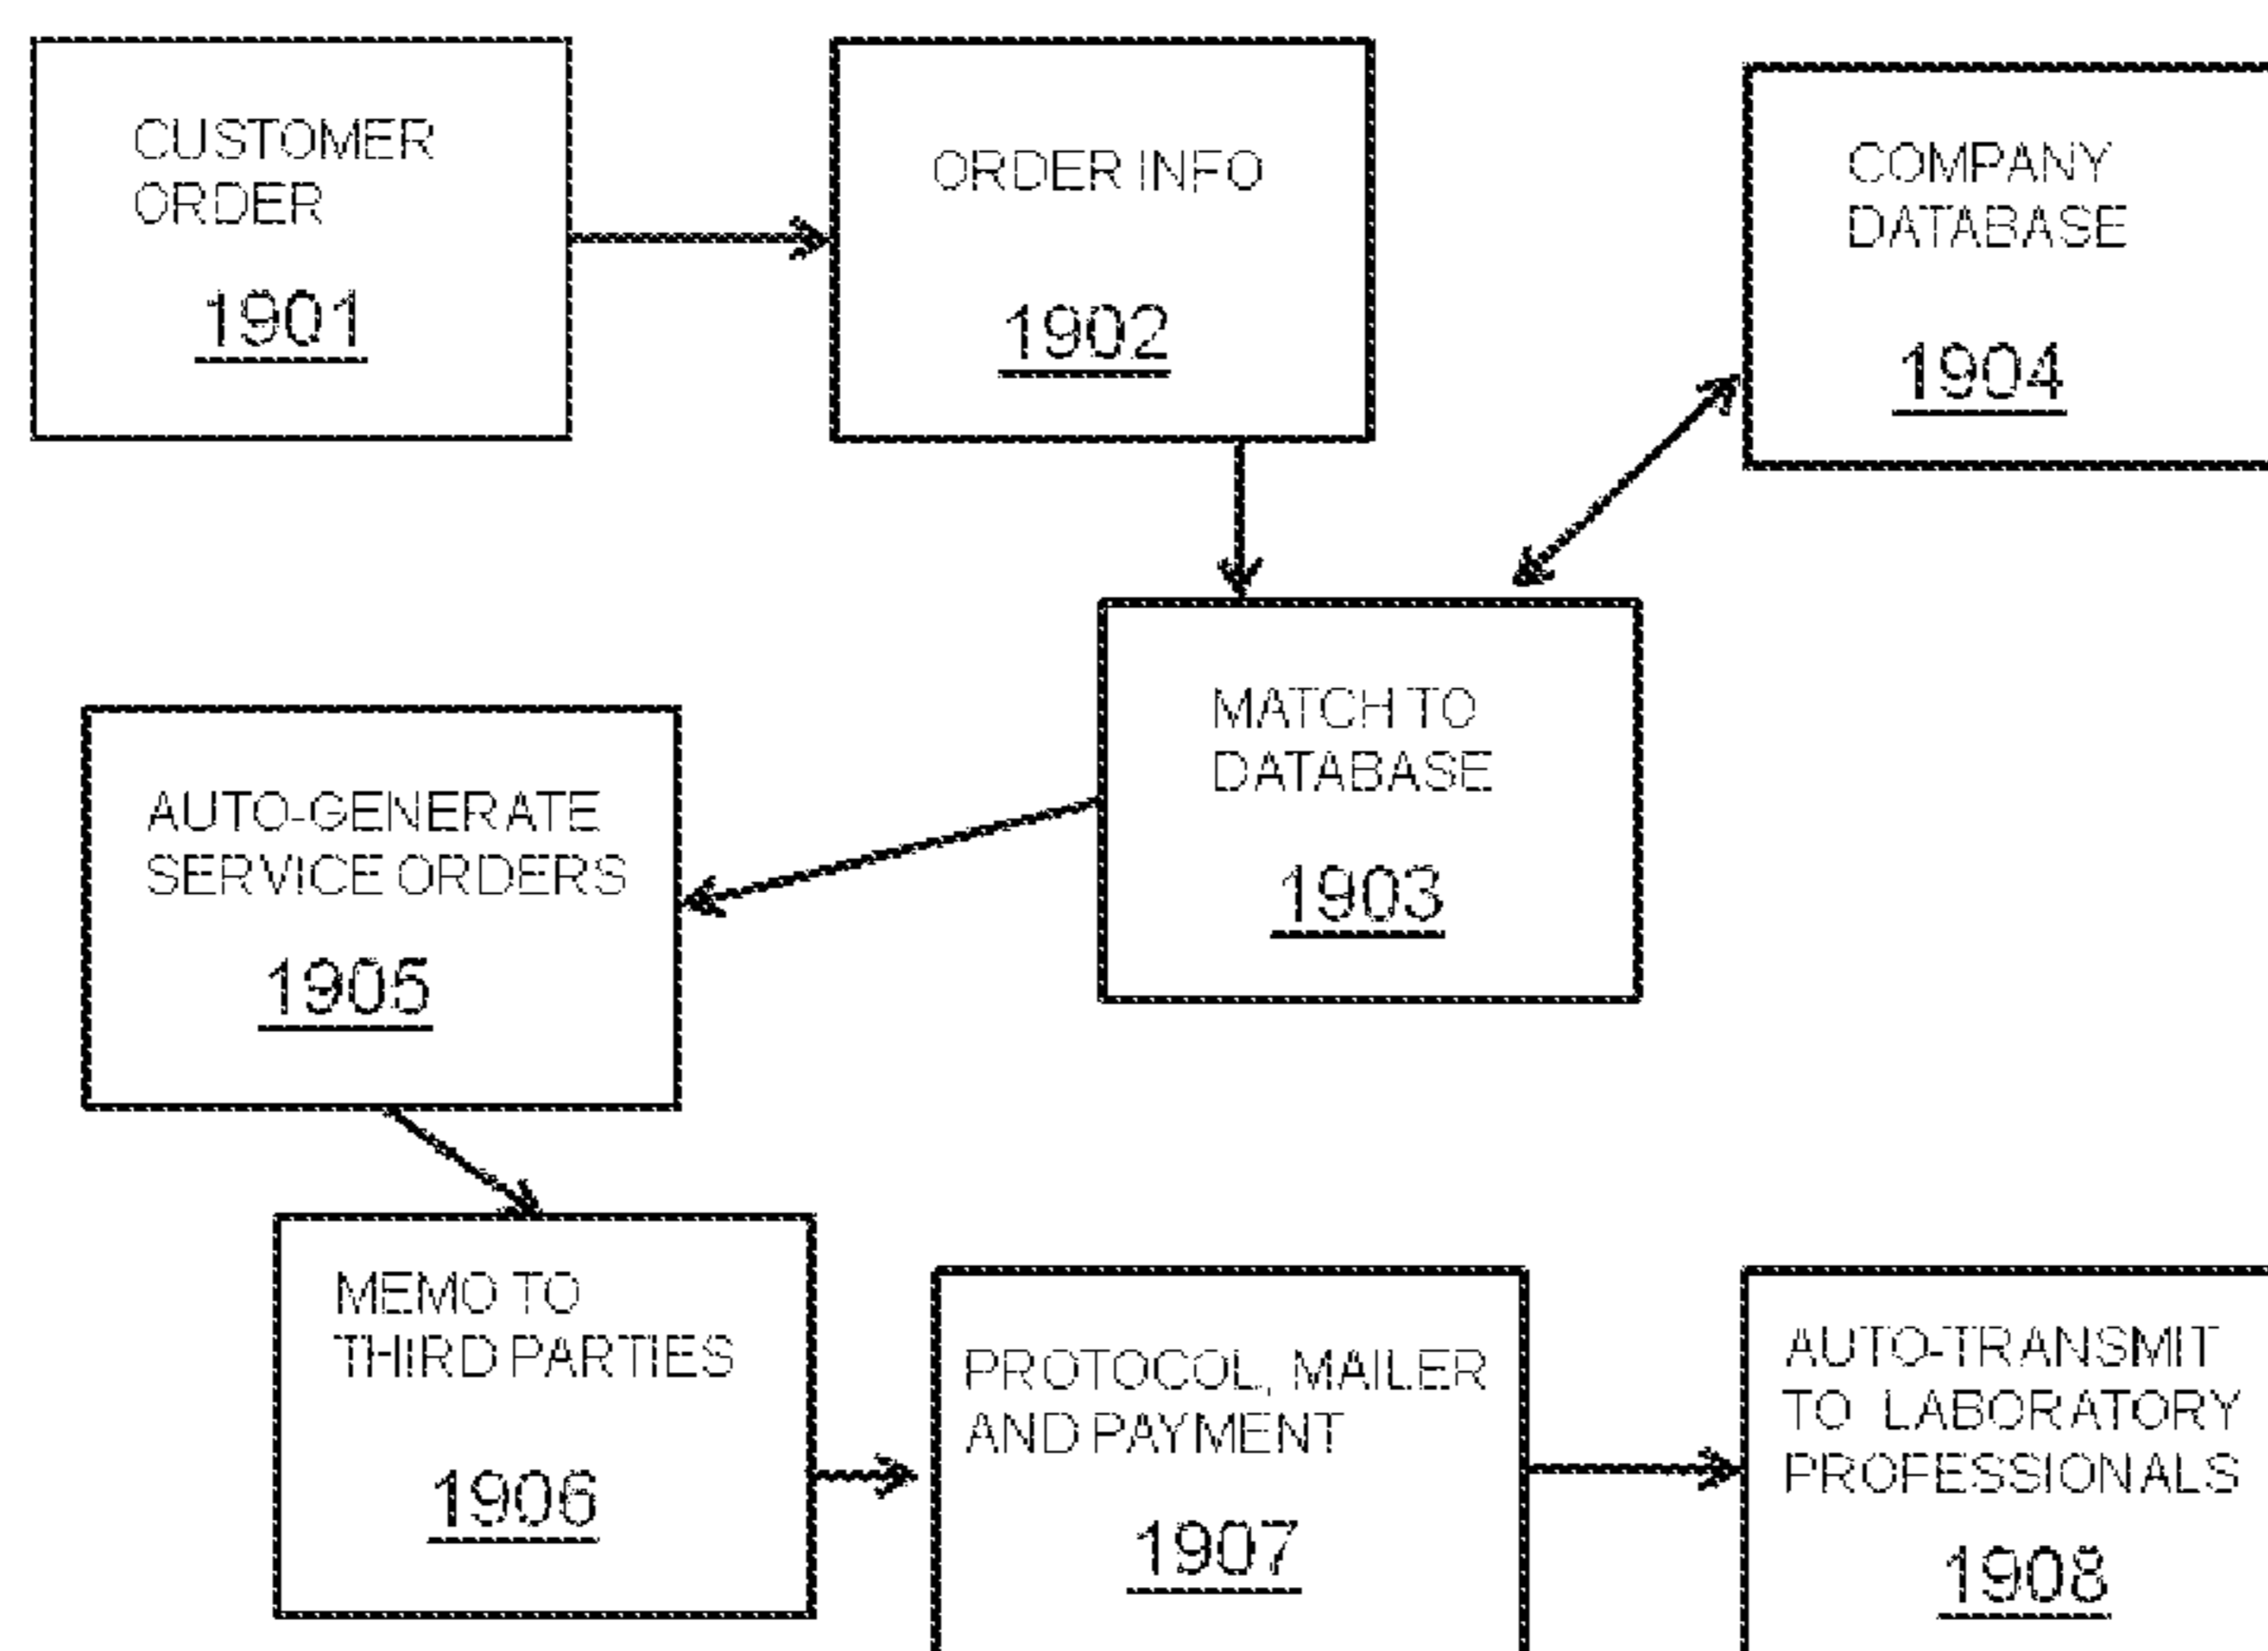 CUSTOMER
ORDER
1901
ORDER INFO
1902
COMPANY
DATABASE
1904
MATCH TO
DATABASE
1903
AUTO-GENERATE
SERVICE ORDERS
1905
MEMO TO
THIRD PARTIES
1906
PROTOCOL, MAILER
AND PAYMENT
1907
AUTO-TRANSMIT
TO LABORATORY
PROFESSIONALS
1908